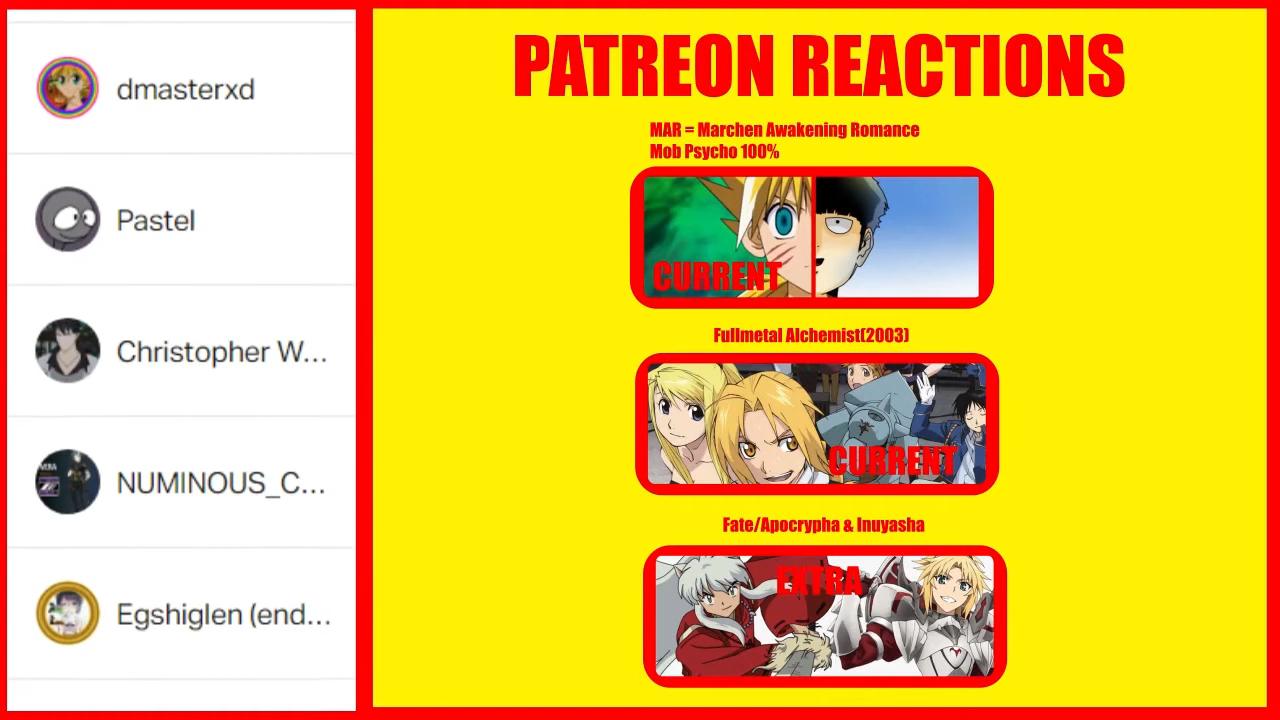 dmasterxd
Pastel
Christopher W...
NUMINOUS_C...
Egshiglen (end...
PATREON REACTIONS
MAR = Marchen Awakening Romance
Mob Psycho 100%
CURRENT
Fullmetal Alchemist(2003)
CURRENT
Fate/Apocrypha & Inuyasha
EXTRA